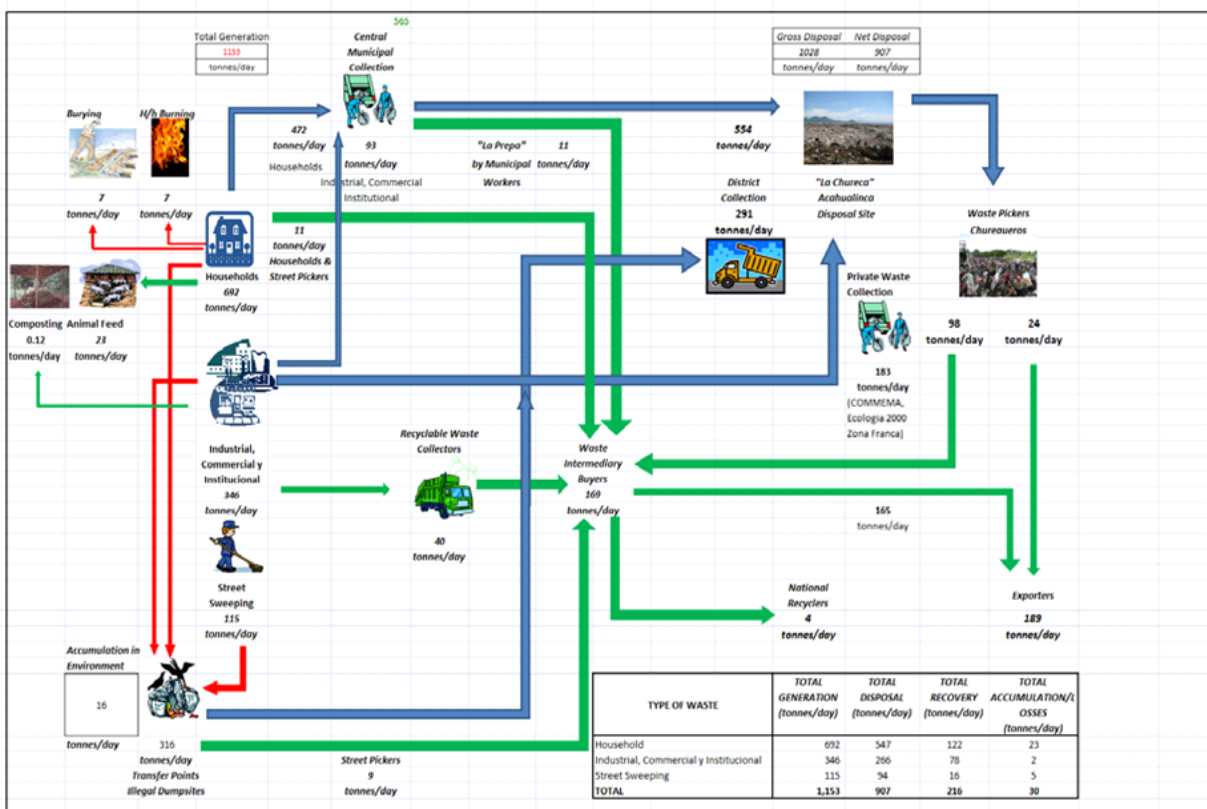 565
Total Generation
1153
tonnes/day
Central
Municipal
Collection
Gross Disposal Net Disposal
1028 907
tonnes/day tonnes/day
Burying
H/h Burning
7
tonnes/day
7
tonnes/day
472
tonnes/day
Households
93
tonnes/day
Industrial, Commercial
Institutional
"La Prepa"
by Municipal
Workers
11
tonnes/day
554
tonnes/day
District
Collection
291
tonnes/day
"La Chureca"
Acahualinca
Disposal Site
Waste Pickers
Chureaueros
Households
692
tonnes/day
11
tonnes/day
Households &
Street Pickers
Composting
0.12
tonnes/day
Animal Feed
23
tonnes/day
Private Waste
Collection
183
tonnes/day
(COMMEMA,
Ecologia 2000
Zona Franca)
98
tonnes/day
24
tonnes/day
Industrial,
Commercial y
Institucional
346
tonnes/day
Recyclable Waste
Collectors
40
tonnes/day
Waste
Intermediary
Buyers
169
tonnes/day
165
tonnes/day
Street
Sweeping
115
tonnes/day
National
Recyclers
4
tonnes/day
Exporters
189
tonnes/day
Accumulation in
Environment
16
tonnes/day
316
tonnes/day
Transfer Points
Illegal Dumpsites
Street Pickers
9
tonnes/day
TYPE OF WASTE
TOTAL
GENERATION
(tonnes/day)
TOTAL
DISPOSAL
(tonnes/day)
TOTAL
RECOVERY
(tonnes/day)
TOTAL
ACCUMULATION/L
OSSES
(tonnes/day)
Household 692 547 122 23
Industrial, Commercial y Institucional 346 266 78 2
Street Sweeping 115 94 16 5
TOTAL 1,153 907 216 30